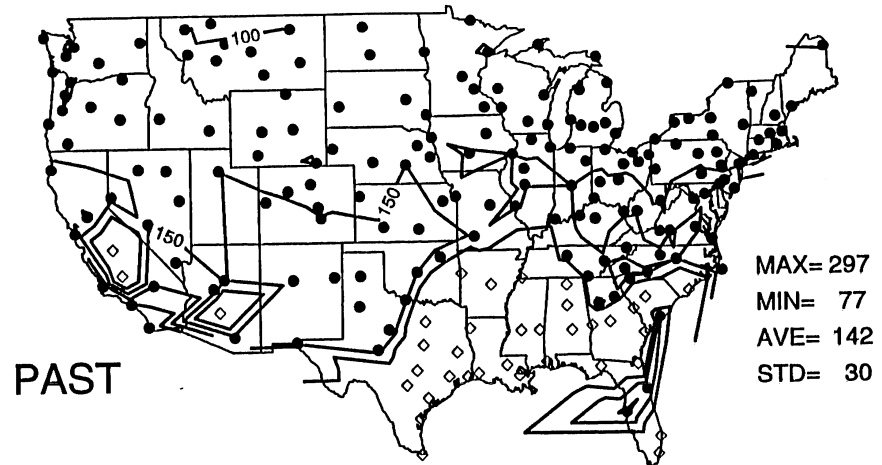 100
150
150
MAX= 297
MIN= 77
AVE= 142
STD= 30
PAST